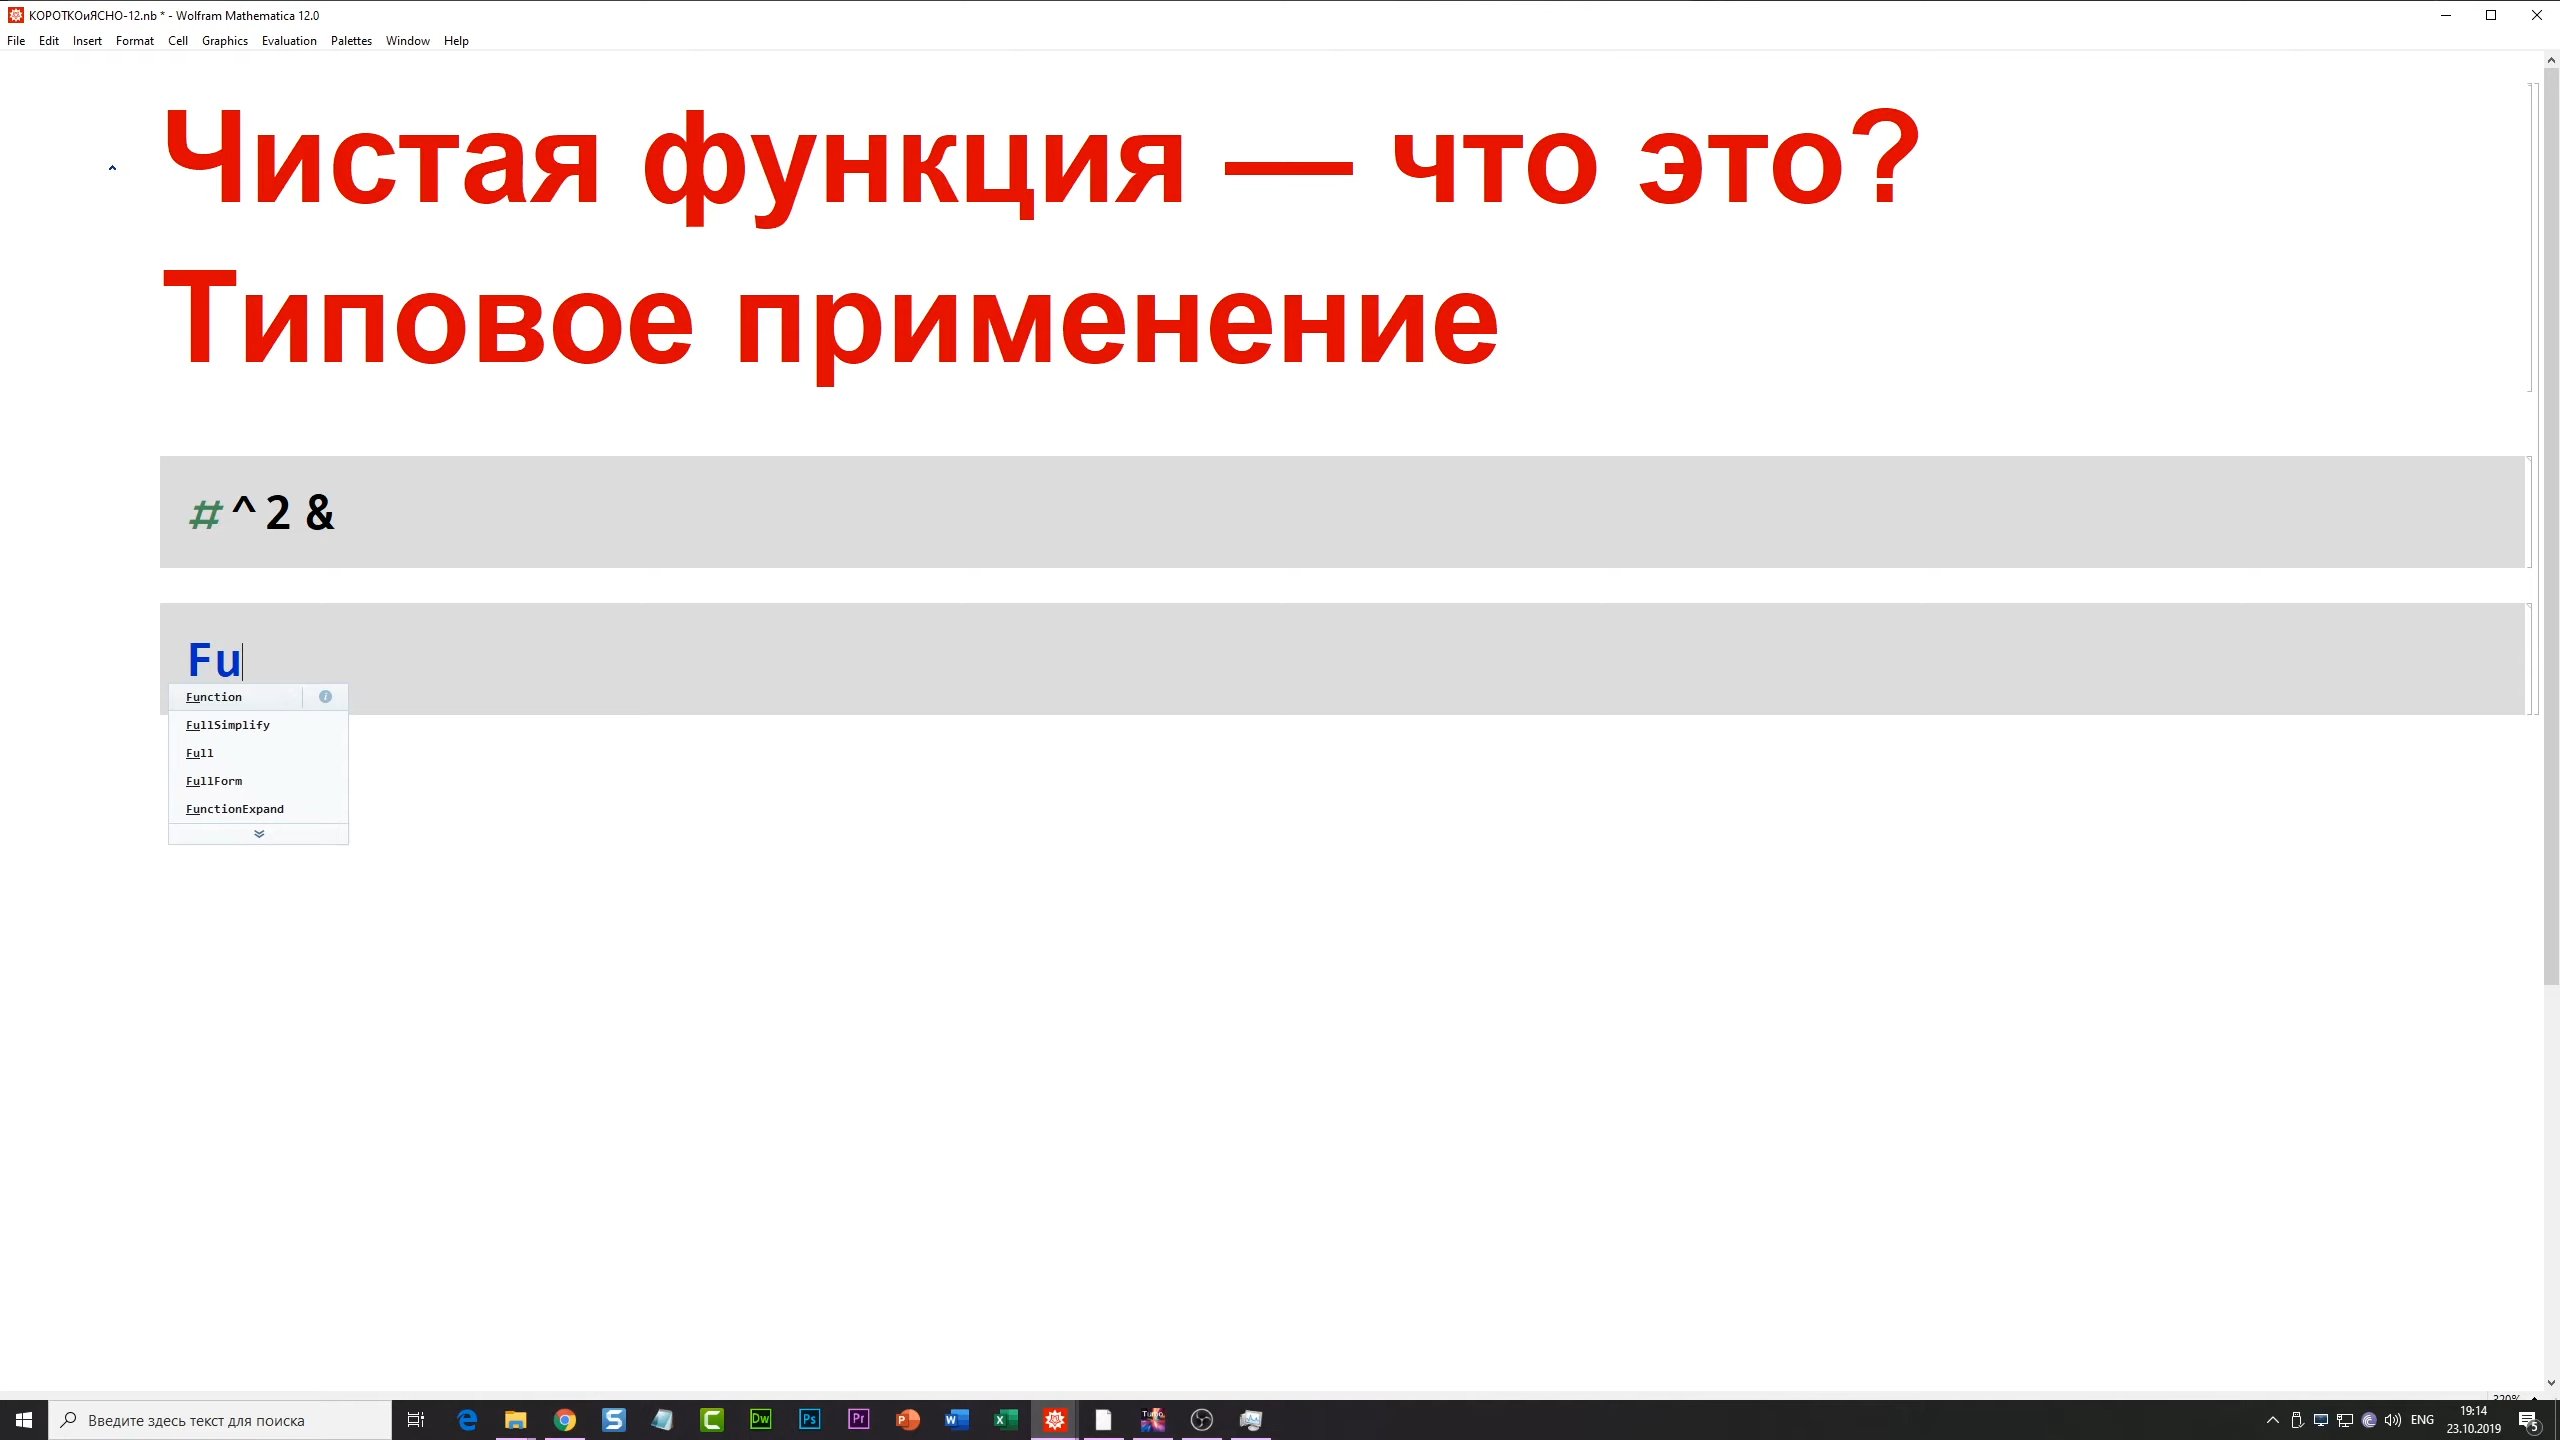 КОРОТКОиЯСНО-12.nb * - Wolfram Mathematica 12.0
File Edit Insert Format Cell Graphics Evaluation Palettes Window Help
Чистая функция — что это?
Типовое применение
#^2 &
Fu
Function
FullSimplify
Full
FullForm
FunctionExpand
Введите здесь текст для поиска
ENG
19:14
23.10.2019
5